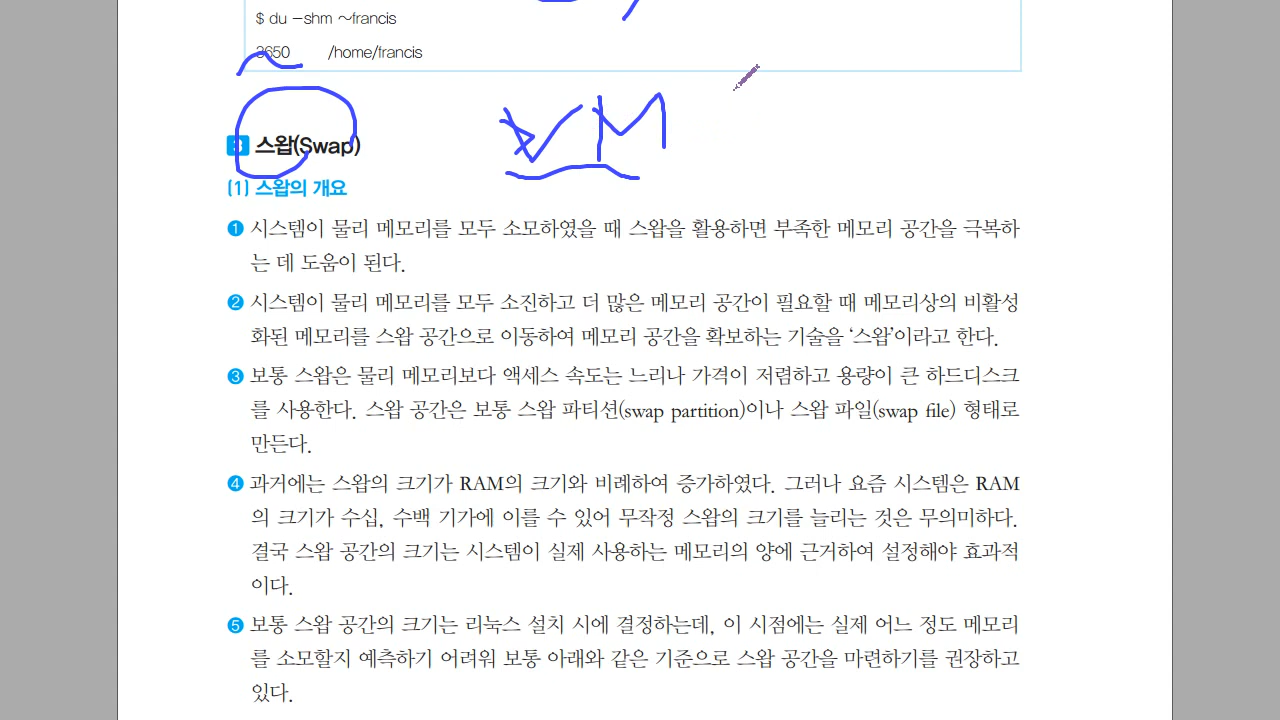 $ du –shm ~francis
3650 /home/francis
VM
3 스왑(Swap)
(1) 스왑의 개요
❶ 시스템이 물리 메모리를 모두 소모하였을 때 스왑을 활용하면 부족한 메모리 공간을 극복하
는 데 도움이 된다.
❷ 시스템이 물리 메모리를 모두 소진하고 더 많은 메모리 공간이 필요할 때 메모리상의 비활성
화된 메모리를 스왑 공간으로 이동하여 메모리 공간을 확보하는 기술을 ‘스왑’이라고 한다.
❸ 보통 스왑은 물리 메모리보다 액세스 속도는 느리나 가격이 저렴하고 용량이 큰 하드디스크
를 사용한다. 스왑 공간은 보통 스왑 파티션(swap partition)이나 스왑 파일(swap file) 형태로
만든다.
❹ 과거에는 스왑의 크기가 RAM의 크기와 비례하여 증가하였다. 그러나 요즘 시스템은 RAM
의 크기가 수십, 수백 기가에 이를 수 있어 무작정 스왑의 크기를 늘리는 것은 무의미하다.
결국 스왑 공간의 크기는 시스템이 실제 사용하는 메모리의 양에 근거하여 설정해야 효과적
이다.
❺ 보통 스왑 공간의 크기는 리눅스 설치 시에 결정하는데, 이 시점에는 실제 어느 정도 메모리
를 소모할지 예측하기 어려워 보통 아래와 같은 기준으로 스왑 공간을 마련하기를 권장하고
있다.